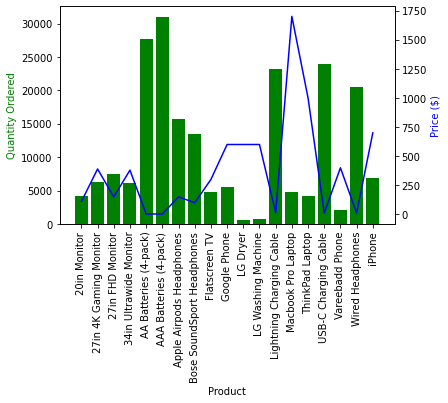 30000
25000
20000
15000
10000
5000
0
Quantity Ordered
1750
1500
1250
1000
750
500
250
0
Price ($)
20in Monitor
27in 4K Gaming Monitor
27in FHD Monitor
34in Ultrawide Monitor
AA Batteries (4-pack)
AAA Batteries (4-pack)
Apple Airpods Headphones
Bose SoundSport Headphones
Flatscreen TV
Google Phone
LG Dryer
LG Washing Machine
Lightning Charging Cable
Macbook Pro Laptop
ThinkPad Laptop
USB-C Charging Cable
Vareebadd Phone
Wired Headphones
iPhone
Product